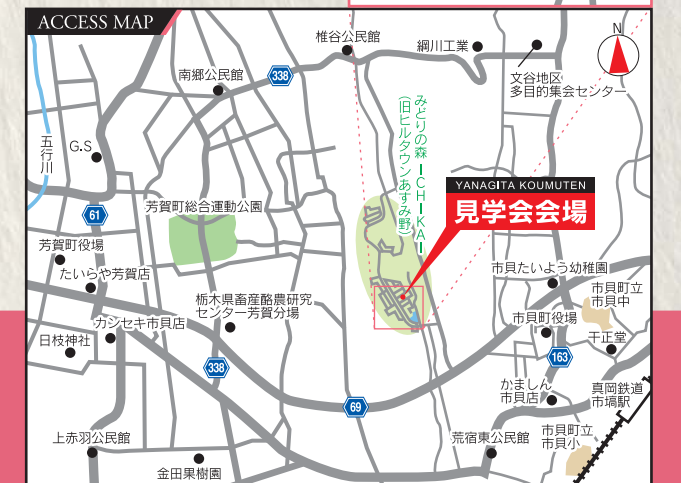 ACCESS MAP
N
椎谷公民館
綱川工業
文谷地区
多目的集会センター
南郷公民館
338
五行川
G.S
みどりの森 ICHIKAI
(旧ヒルタウンあすみ野)
YANAGITA KOUMUTEN
見学会会場
61
芳賀町総合運動公園
芳賀町役場
たいらや芳賀店
市貝たいよう幼稚園
市貝町立
市貝中
栃木県畜産酪農研究
センター芳賀分場
カンセキ市貝店
日枝神社
市貝町役場
干正堂
163
338
69
かましん
市貝店
真岡鉄道
市塙駅
上赤羽公民館
金田果樹園
荒宿東公民館
市貝町立
市貝小